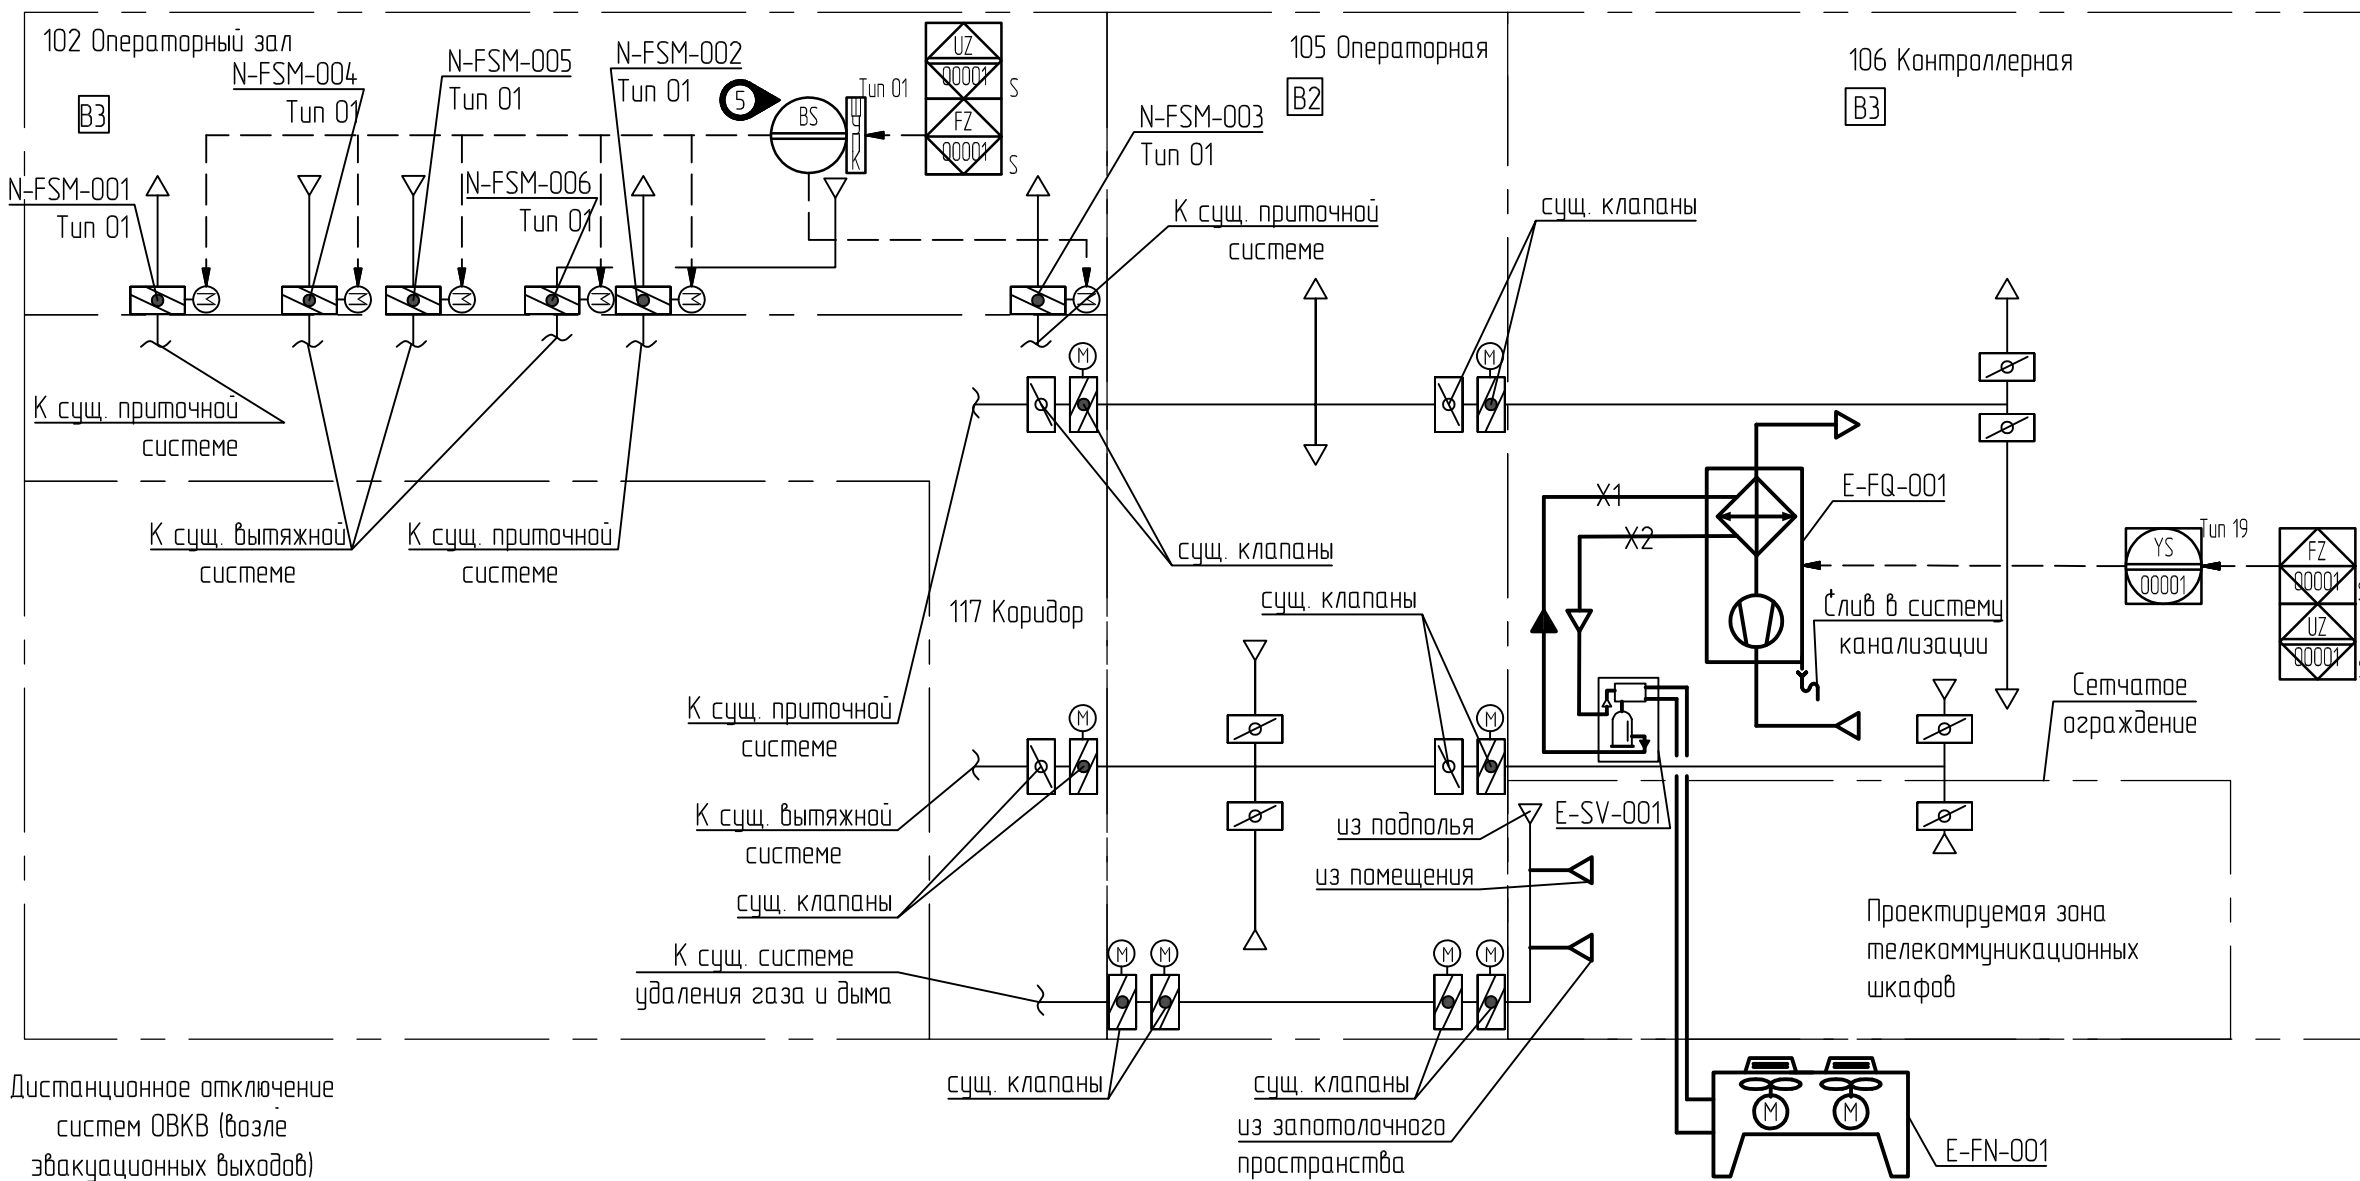 102 Операторный зал
В3
N-FSM-001
Тип 01
N-FSM-004
Тип 01
N-FSM-005
Тип 01
N-FSM-006
Тип 01
N-FSM-002
Тип 01
5
BS
Тип 01
UZ
00001
S
FZ
00001
S
N-FSM-003
Тип 01
105 Операторная
В2
106 Контроллерная
В3
К сущ. приточной
системе
сущ. клапаны
M
M
M
M
M
M
M
M
К сущ. приточной
системе
К сущ. вытяжной
системе
К сущ. приточной
системе
сущ. клапаны
117 Коридор
сущ. клапаны
X1
X2
E-FQ-001
YS
00001
Тип 19
FZ
00001
UZ
00001
Слив в систему
канализации
Сетчатое
ограждение
К сущ. приточной
системе
M
M
К сущ. вытяжной
системе
сущ. клапаны
из подполья
E-SV-001
из помещения
К сущ. системе
удаления газа и дыма
M
M
M
M
Проектируемая зона
телекоммуникационных
шкафов
сущ. клапаны
сущ. клапаны
из запотолочного
пространства
M
M
E-FN-001
Дистанционное отключение
систем ОВКВ (возле
эвакуационных выходов)